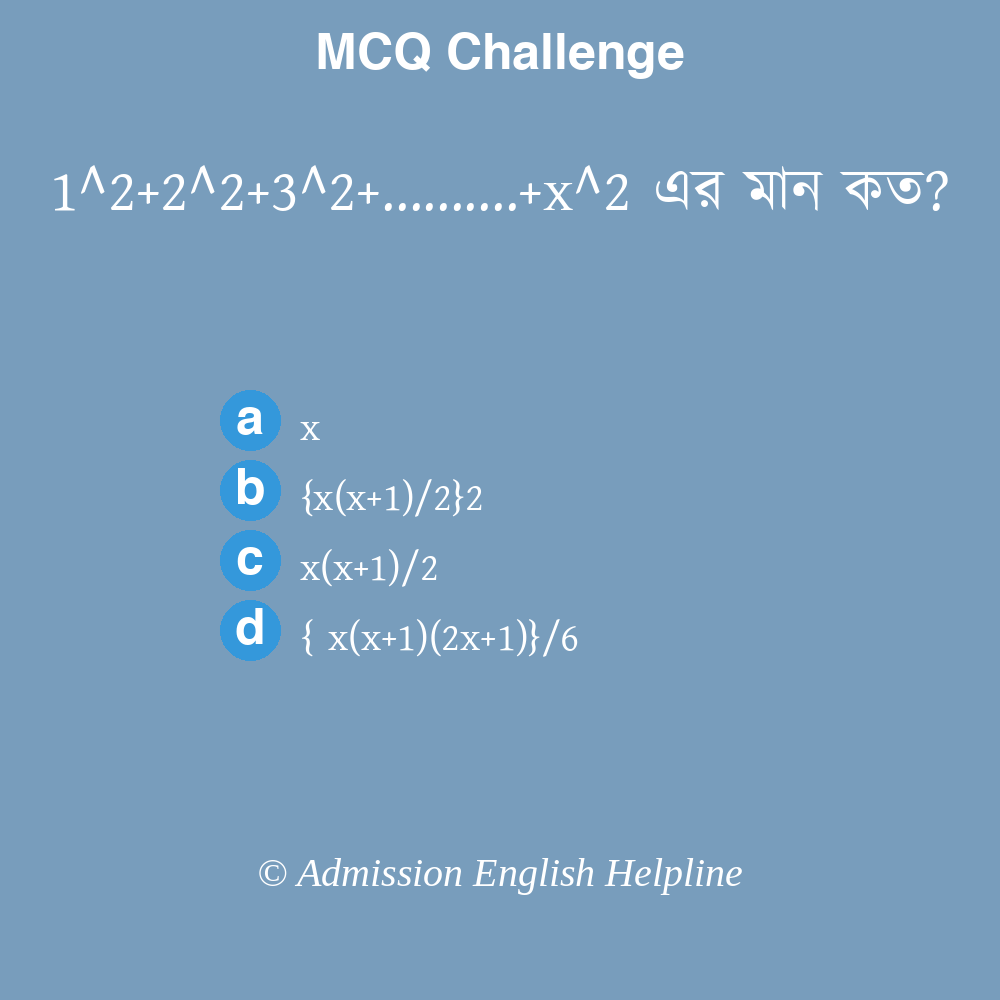 MCQ Challenge
1^2+2^2+3^2+..........+x^2 এর মান কত?
a x
b {x(x+1)/2}2
c x(x+1)/2
d { x(x+1)(2x+1)}/6
© Admission English Helpline